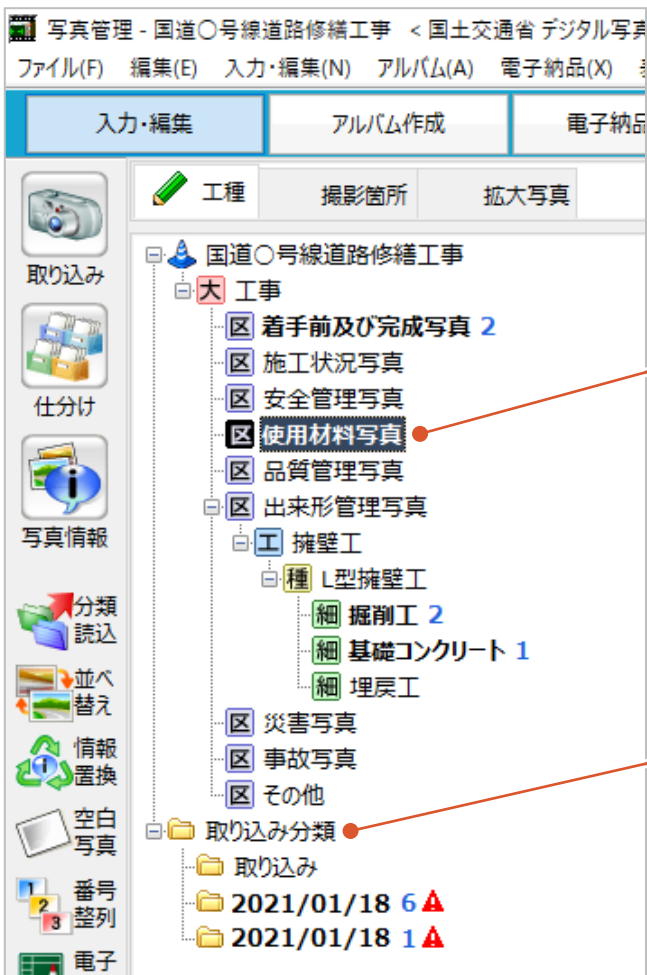 写真管理 - 国道○号線道路修繕工事 < 国土交通省 デジタル写真
ファイル(F) 編集(E) 入力・編集(N) アルバム(A) 電子納品(X)
入力・編集 アルバム作成 電子納品
工種 撮影箇所 拡大写真
取り込み
仕分け
写真情報
分類
読込
並べ
替え
情報
置換
空白
写真
1 2 3 番号
整列
電子
国道○号線道路修繕工事
大 工事
区 着手前及び完成写真 2
区 施工状況写真
区 安全管理写真
区 使用材料写真
区 品質管理写真
区 出来形管理写真
工 擁壁工
種 L型擁壁工
細 掘削工 2
細 基礎コンクリート 1
細 埋戻工
区 災害写真
区 事故写真
区 その他
取り込み分類
取り込み
2021/01/18 6
2021/01/18 1